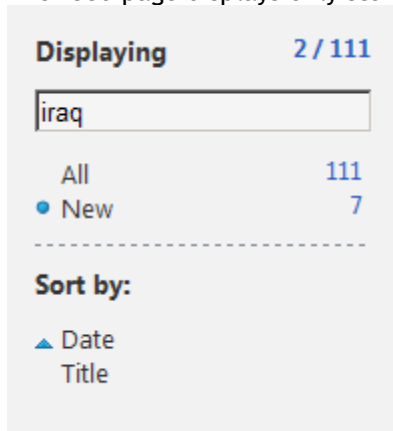 Displaying 2 / 111
iraq
All 111
New 7
Sort by:
Date
Title